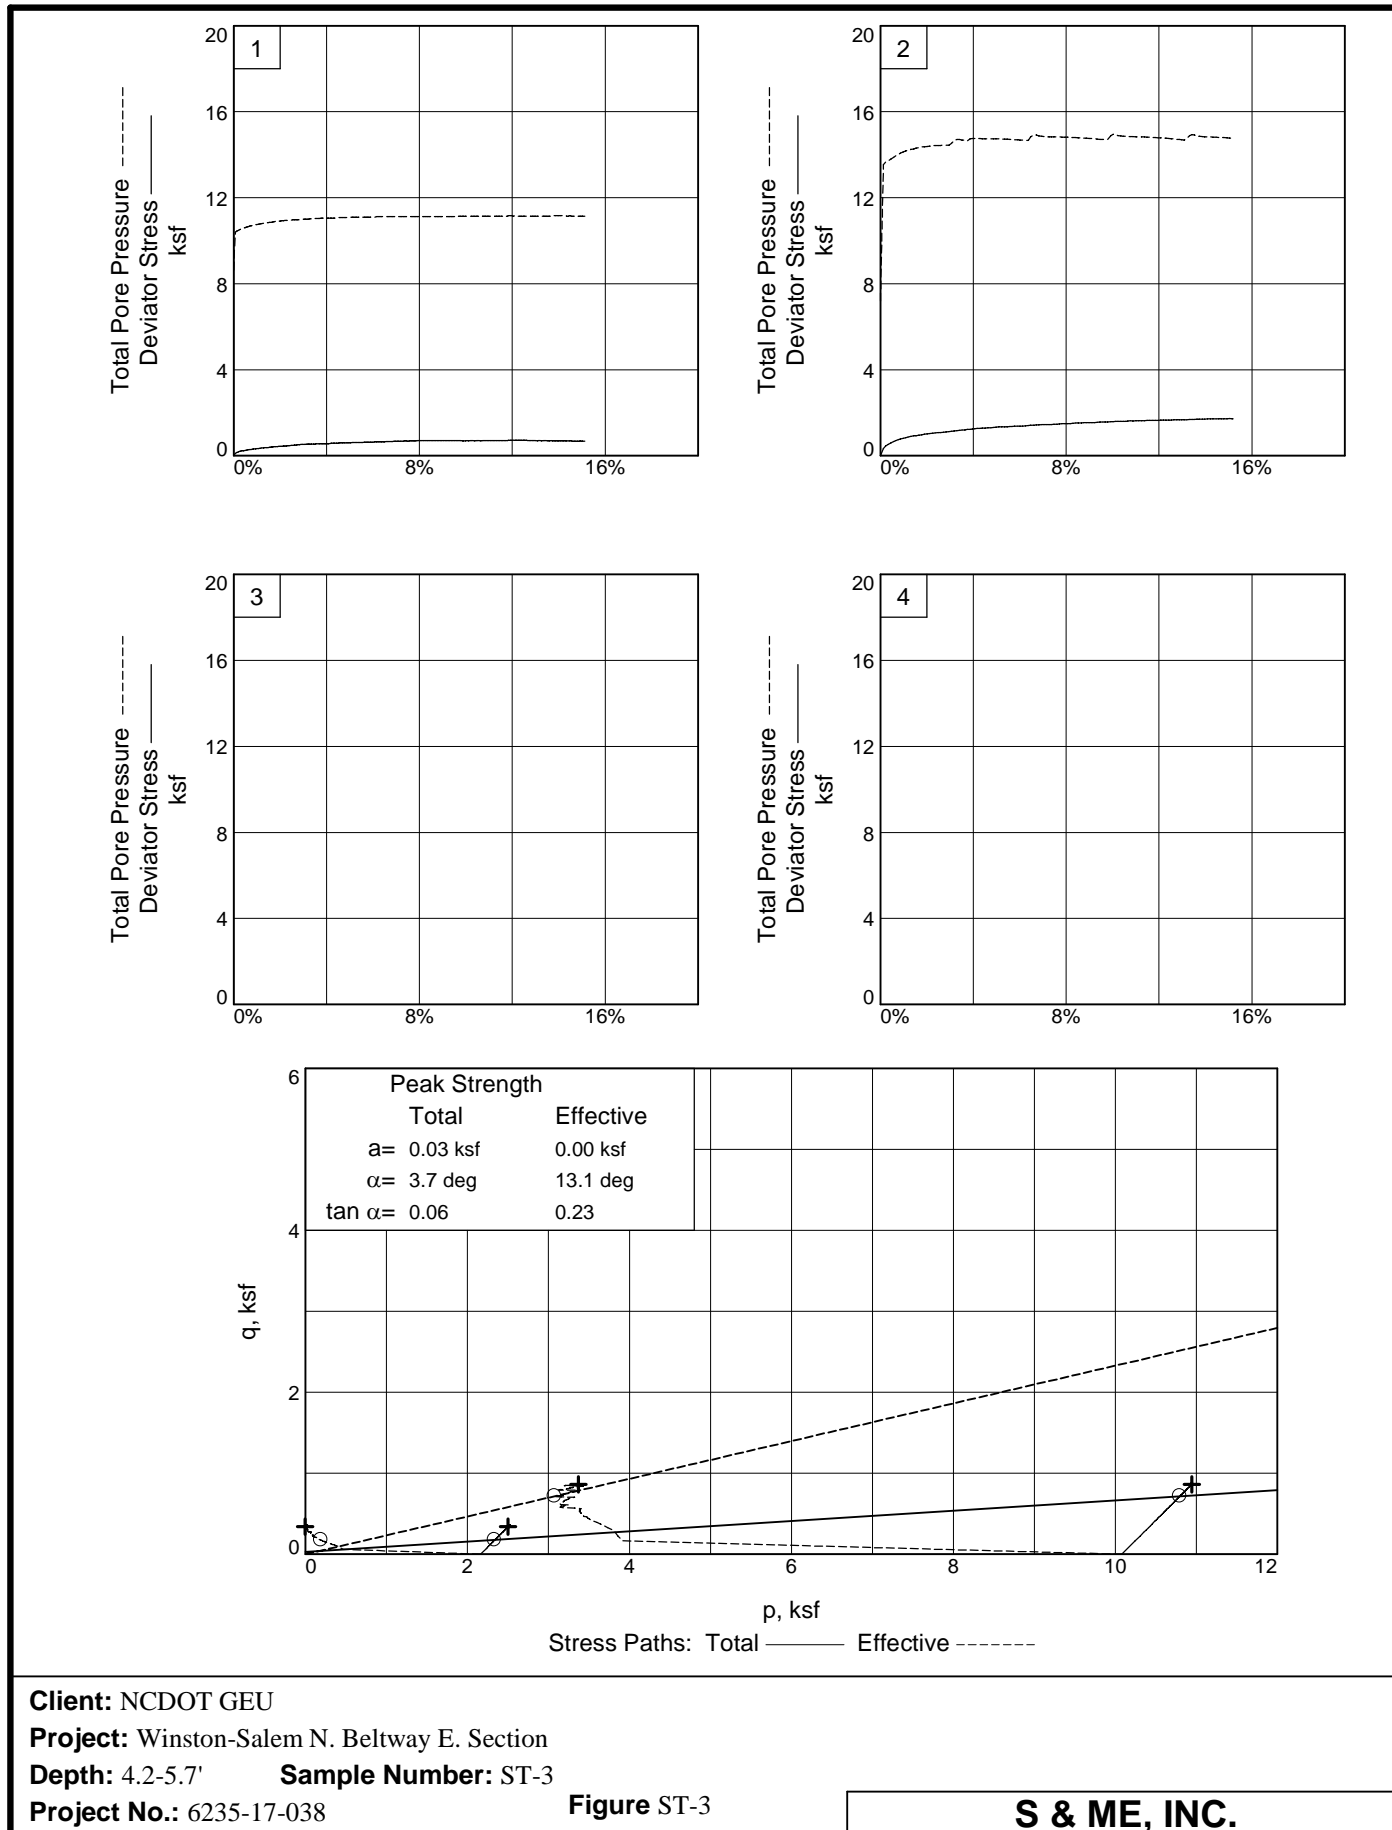 1
20
16
12
8
4
0
0% 8% 16%
Total Pore Pressure
Deviator Stress
ksf
2
20
16
12
8
4
0
0% 8% 16%
Total Pore Pressure
Deviator Stress
ksf
3
20
16
12
8
4
0
0% 8% 16%
Total Pore Pressure
Deviator Stress
ksf
4
20
16
12
8
4
0
0% 8% 16%
Total Pore Pressure
Deviator Stress
ksf
Peak Strength
Total Effective
a= 0.03 ksf 0.00 ksf
α= 3.7 deg 13.1 deg
tan α= 0.06 0.23
6
4
2
0
q, ksf
0 2 4 6 8 10 12
p, ksf
Stress Paths: Total Effective
Client: NCDOT GEU
Project: Winston-Salem N. Beltway E. Section
Depth: 4.2-5.7' Sample Number: ST-3
Project No.: 6235-17-038 Figure ST-3
S & ME, INC.